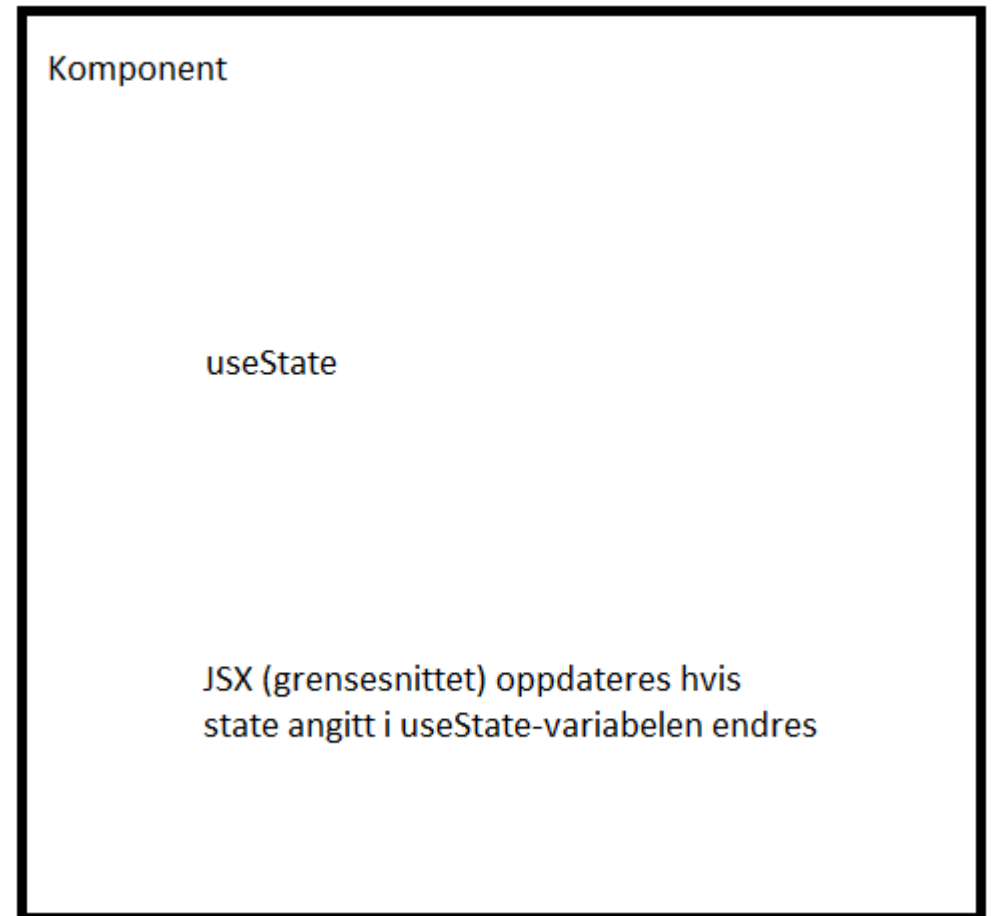 Komponent
useState
JSX (grensesnittet) oppdateres hvis
state angitt i useState-variabelen endres